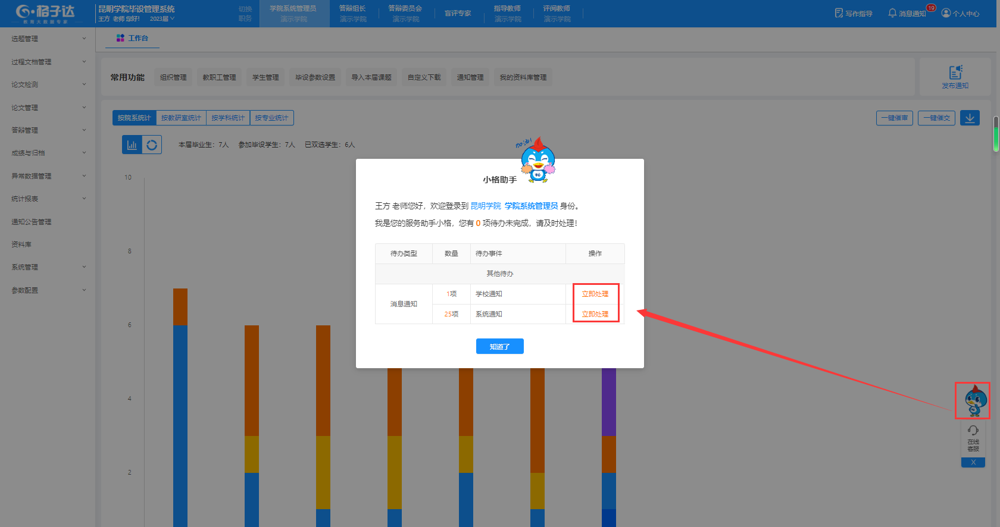 格子达
教育大数据专家
昆明学院毕设管理系统
王方 老师 您好! 2023届
切换
职务
学院系统管理员
演示学院
答辩组长
演示学院
答辩委员会
演示学院
盲评专家
指导教师
演示学院
评阅教师
演示学院
写作指导
消息通知
19
个人中心
选题管理
过程文档管理
论文检测
论文管理
答辩管理
成绩与归档
异常数据管理
统计报表
通知公告管理
资料库
系统管理
参数配置
工作台
常用功能 组织管理 教职工管理 学生管理 毕设参数设置 导入本届课题 自定义下载 通知管理 我的资料库管理
发布通知
按院系统计 按教研室统计 按学科统计 按专业统计
一键催审 一键催交
本届毕业生：7人 参加毕设学生：7人 已双选学生：6人
10
8
6
4
2
加油!
小格助手
王方 老师您好，欢迎登录到 昆明学院 学院系统管理员 身份。
我是您的服务助手小格，您有 0 项待办未完成，请及时处理！
待办类型 数量 待办事件 操作
其他待办
消息通知
1项 学校通知 立即处理
25项 系统通知 立即处理
知道了
在线
客服
X